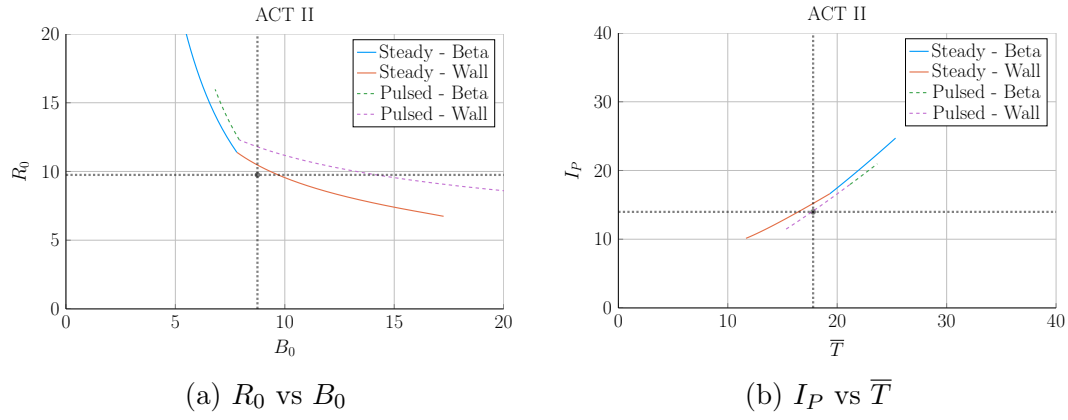 ACT II
20
15
10
5
0
R₀
0
5
10
15
20
B₀
Steady - Beta
Steady - Wall
Pulsed - Beta
Pulsed - Wall
(a) R₀ vs B₀
ACT II
40
30
20
10
0
I_P
0
10
20
30
40
T̅
Steady - Beta
Steady - Wall
Pulsed - Beta
Pulsed - Wall
(b) I_P vs T̅